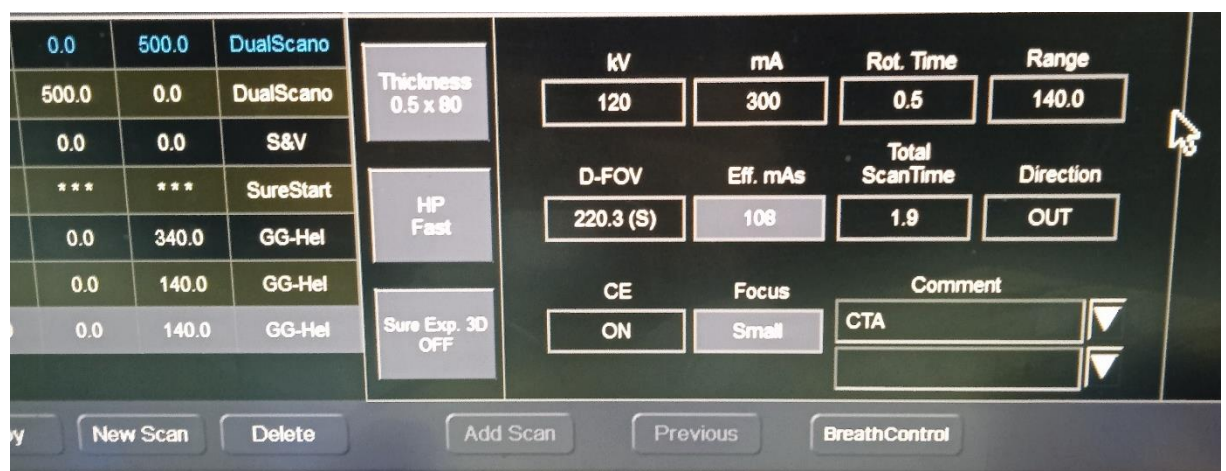 0.0 500.0 DualScano
500.0 0.0 DualScano
0.0 0.0 S&V
*** *** SureStart
0.0 340.0 GG-Hel
0.0 140.0 GG-Hel
0.0 140.0 GG-Hel
Thickness
0.5 x 80
HP
Fast
Sure Exp. 3D
OFF
kV mA Rot. Time Range
120 300 0.5 140.0
D-FOV Eff. mAs Total
ScanTime Direction
220.3 (S) 108 1.9 OUT
CE Focus Comment
ON Small CTA
New Scan Delete Add Scan Previous BreathControl